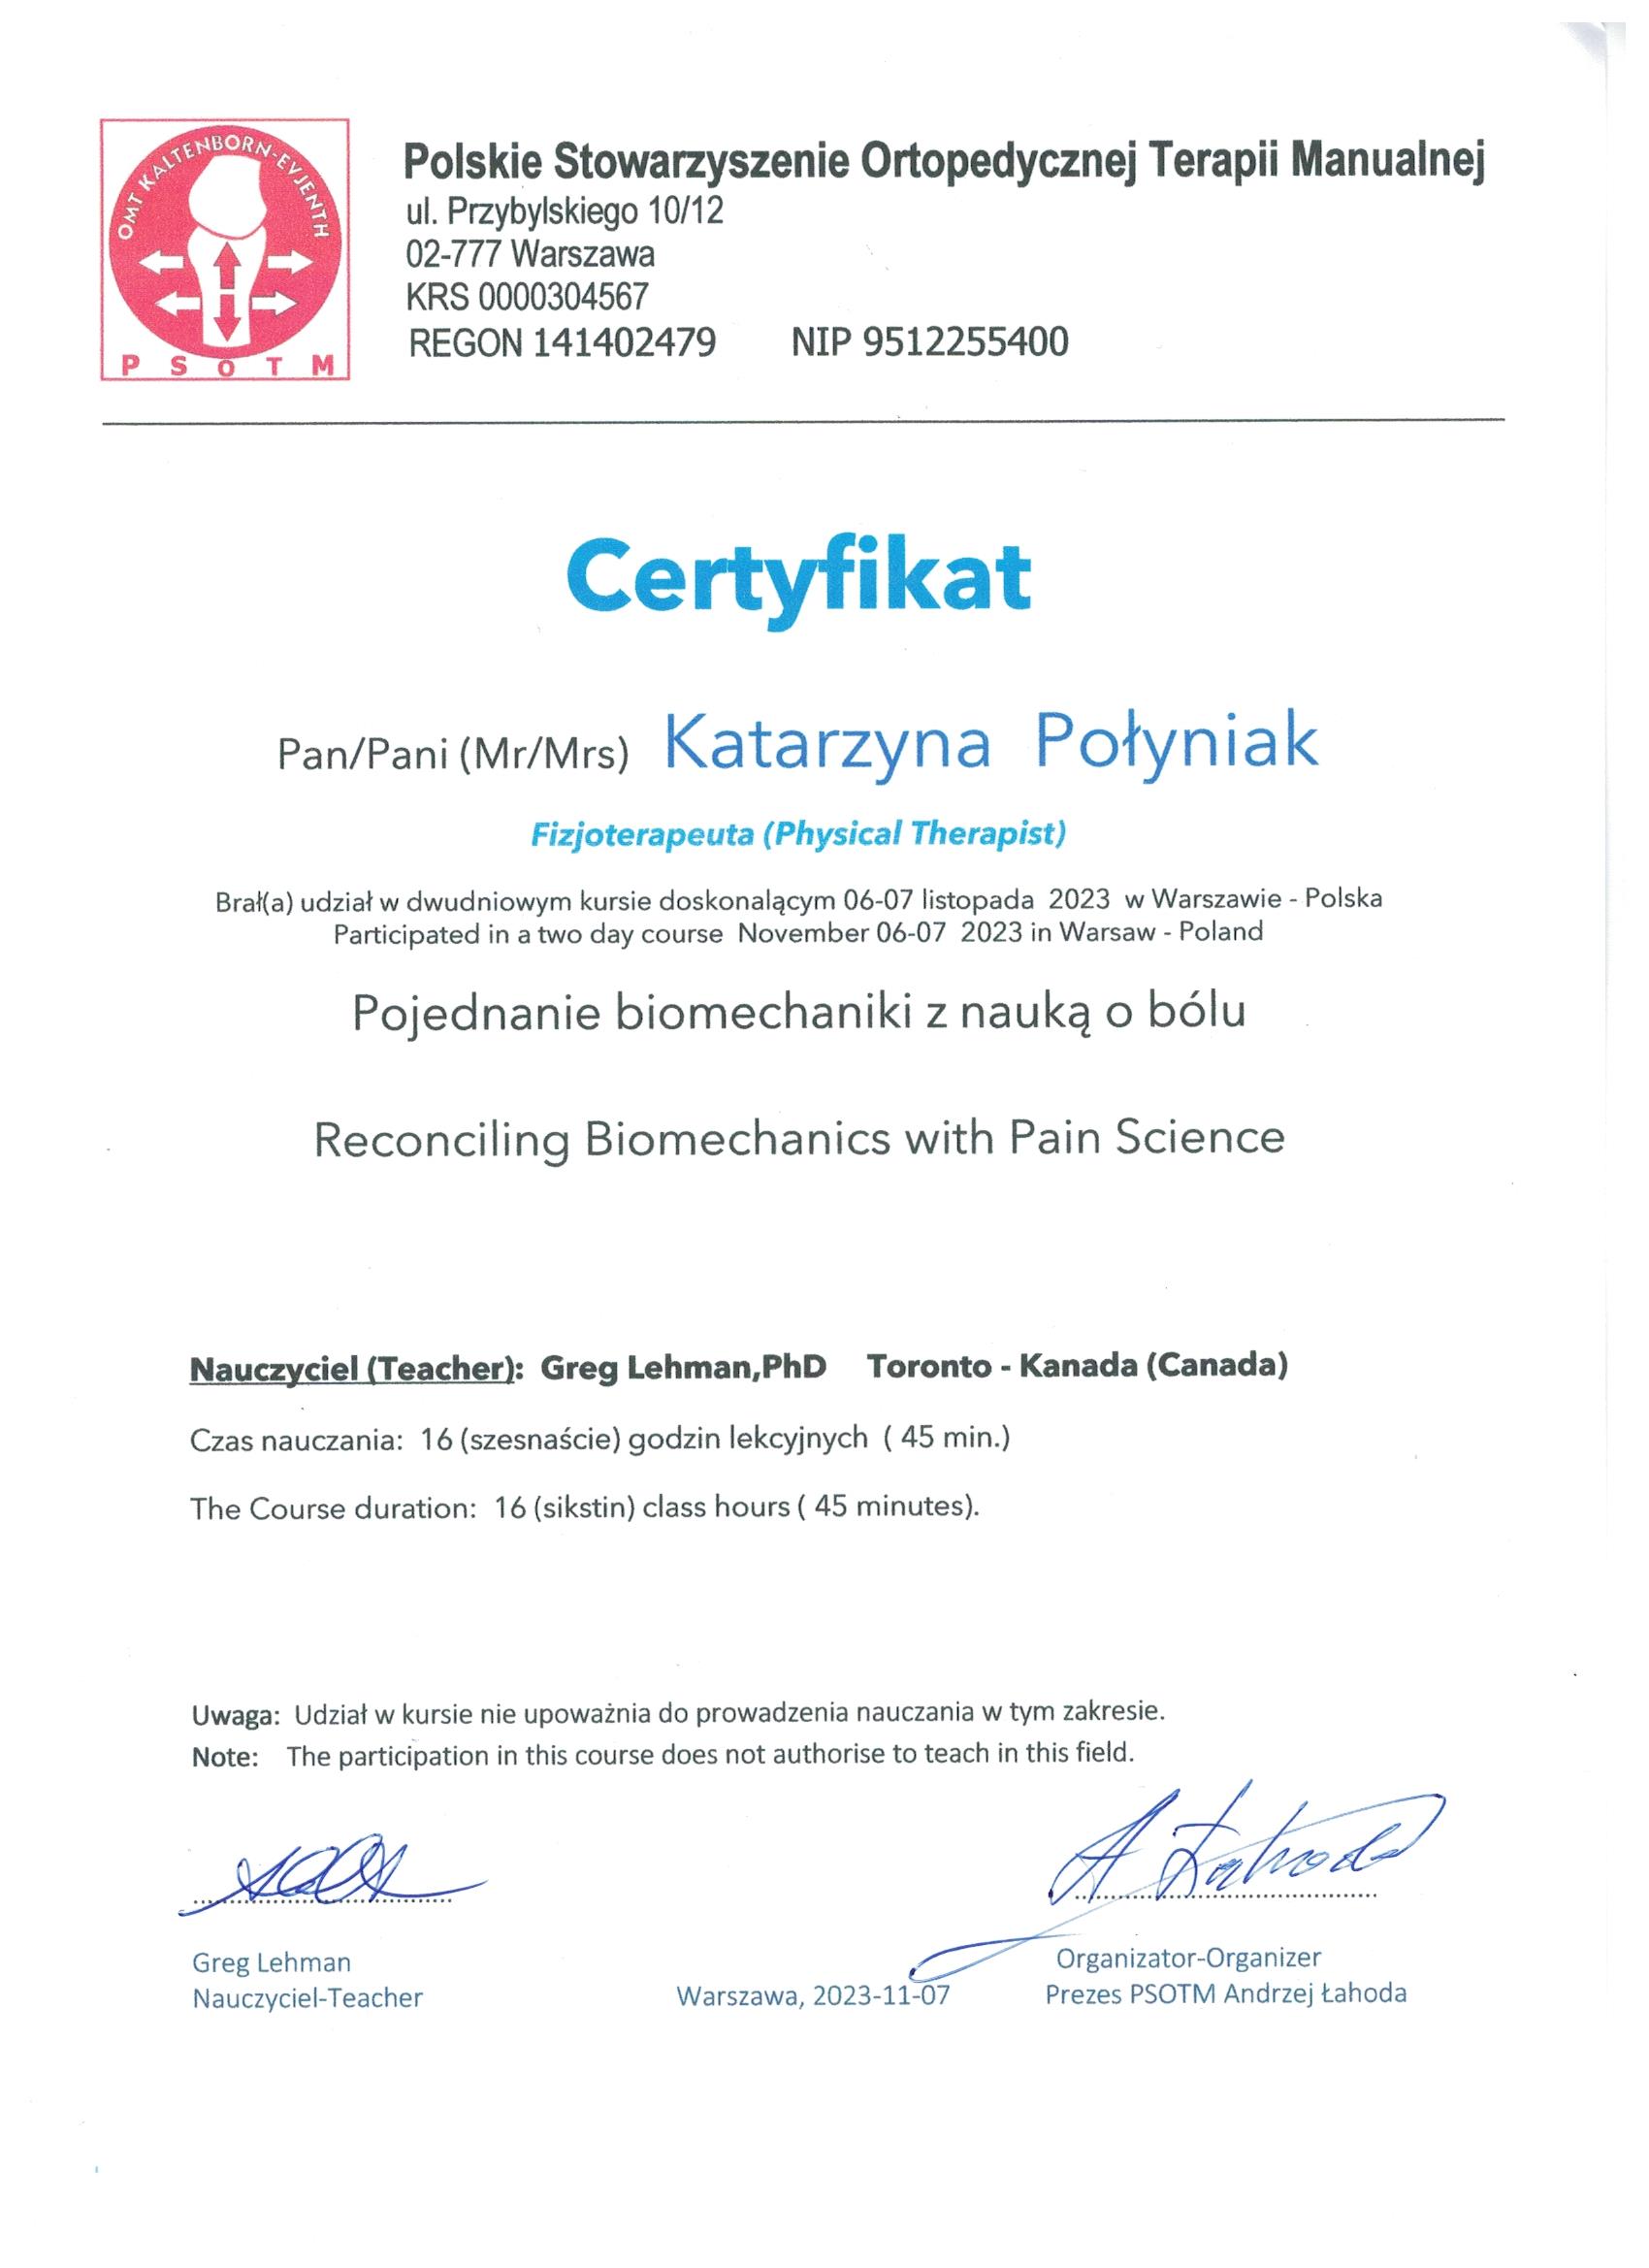 OMT KALTENBORN-EVJENTH
P S O T M
Polskie Stowarzyszenie Ortopedycznej Terapii Manualnej
ul. Przybylskiego 10/12
02-777 Warszawa
KRS 0000304567
REGON 141402479 NIP 9512255400
Certyfikat
Pan/Pani (Mr/Mrs) Katarzyna Połyniak
Fizjoterapeuta (Physical Therapist)
Brał(a) udział w dwudniowym kursie doskonalącym 06-07 listopada 2023 w Warszawie - Polska
Participated in a two day course November 06-07 2023 in Warsaw - Poland
Pojednanie biomechaniki z nauką o bólu
Reconciling Biomechanics with Pain Science
Nauczyciel (Teacher): Greg Lehman,PhD Toronto - Kanada (Canada)
Czas nauczania: 16 (szesnaście) godzin lekcyjnych ( 45 min.)
The Course duration: 16 (sikstin) class hours ( 45 minutes).
Uwaga: Udział w kursie nie upoważnia do prowadzenia nauczania w tym zakresie.
Note: The participation in this course does not authorise to teach in this field.
A Łahoda
Greg Lehman
Nauczyciel-Teacher
Warszawa, 2023-11-07
Organizator-Organizer
Prezes PSOTM Andrzej Łahoda